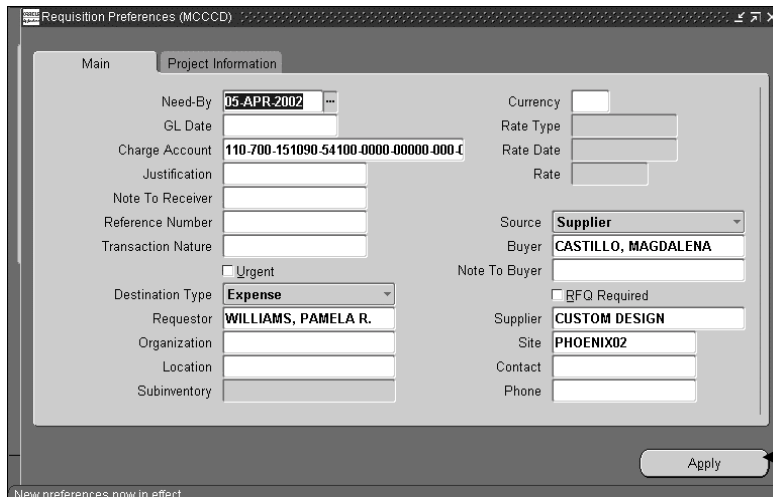 Requisition Preferences (MCCCD)
Main
Project Information
Need-By 05-APR-2002 ...
GL Date
Charge Account 110-700-151090-54100-0000-00000-000-
Justification
Note To Receiver
Reference Number
Transaction Nature
Urgent
Destination Type Expense
Requestor WILLIAMS, PAMELA R.
Organization
Location
Subinventory
Currency
Rate Type
Rate Date
Rate
Source Supplier
Buyer CASTILLO, MAGDALENA
Note To Buyer
RFQ Required
Supplier CUSTOM DESIGN
Site PHOENIX02
Contact
Phone
Apply
New preferences now in effect